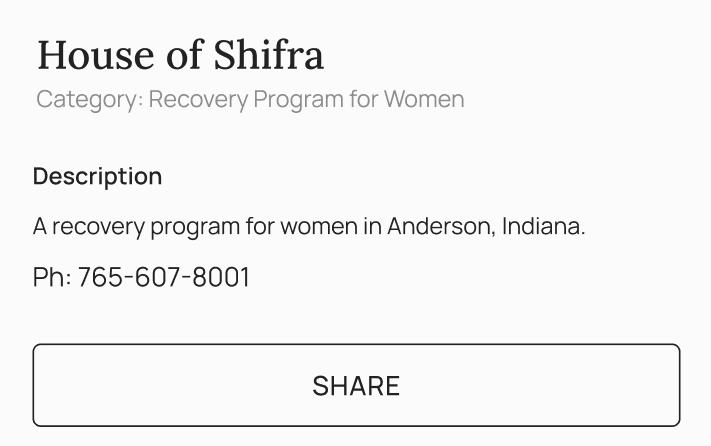 House of Shifra
Category: Recovery Program for Women
Description
A recovery program for women in Anderson, Indiana.
Ph: 765-607-8001
SHARE